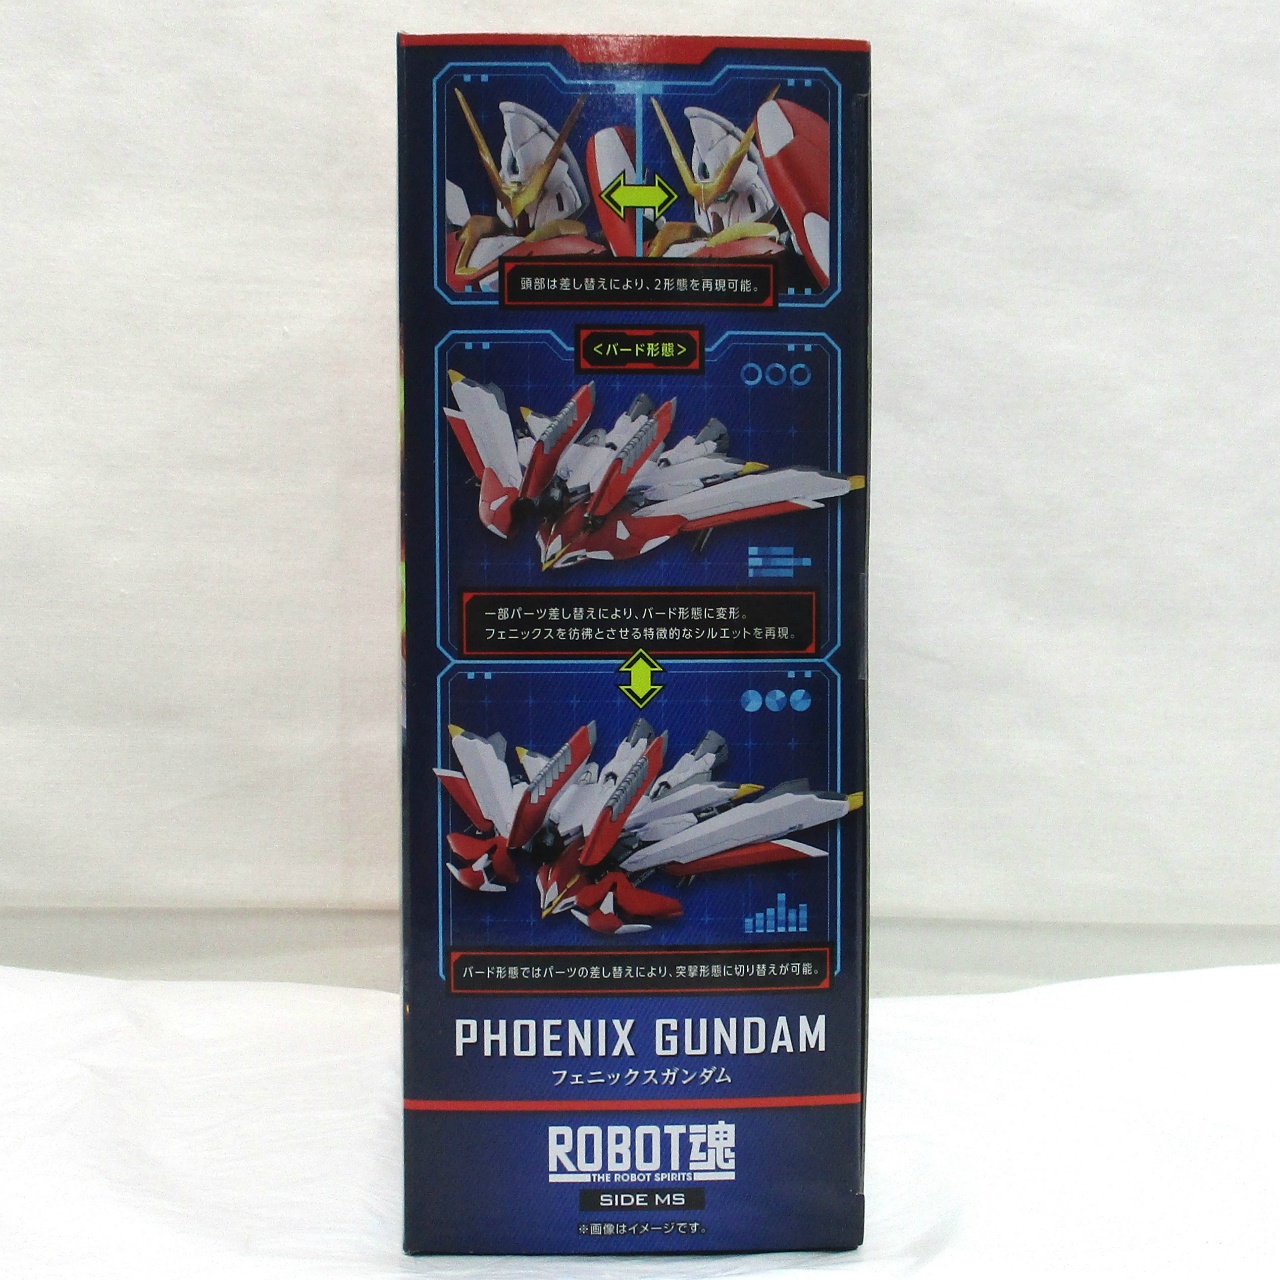 頭部は差し替えにより、2形態を再現可能。
<バード形態>
一部パーツ差し替えにより、バード形態に変形。
フェニックスを彷彿とさせる特徴的なシルエットを再現。
バード形態ではパーツの差し替えにより、突撃形態に切り替えが可能。
PHOENIX GUNDAM
フェニックスガンダム
ROBOT魂
THE ROBOT SPIRITS
SIDE MS
※画像はイメージです。